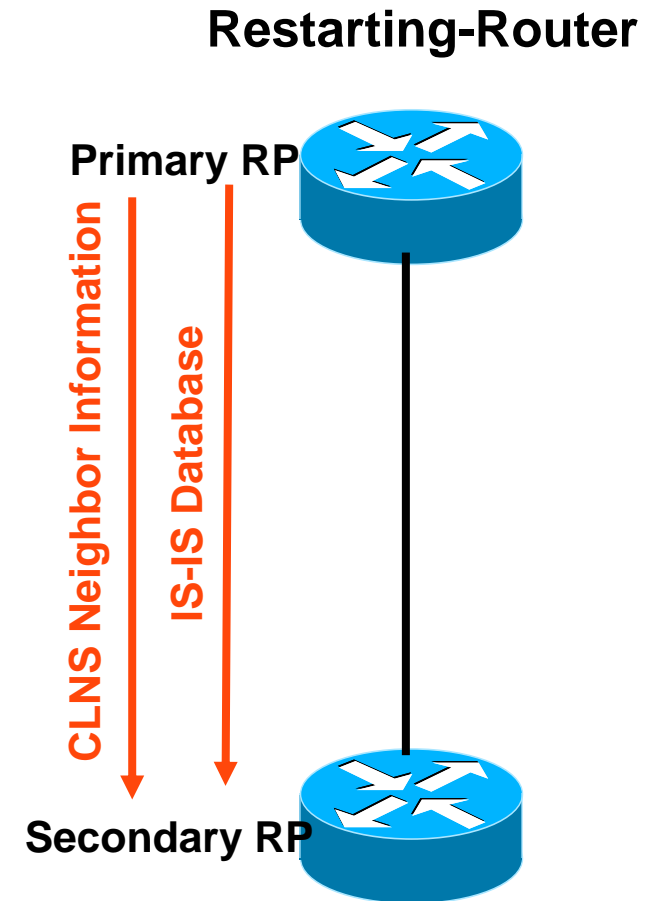 Restarting-Router
Primary RP
CLNS Neighbor Information
IS-IS Database
Secondary RP